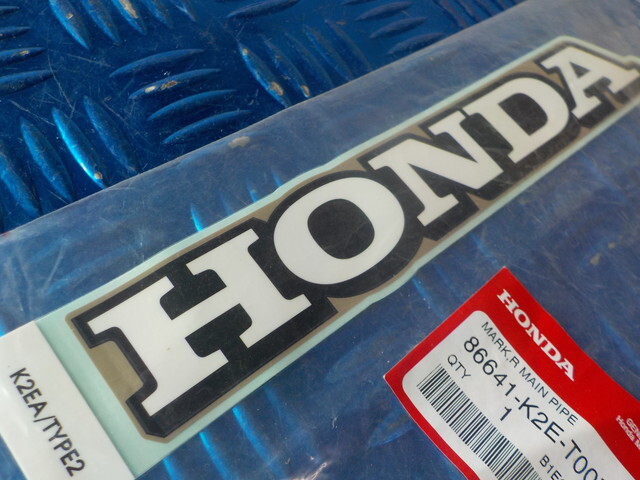 HONDA
K2EA/TYPE2
HONDA
MARK,R MAIN PIPE
86641-K2E-T00
QTY 1